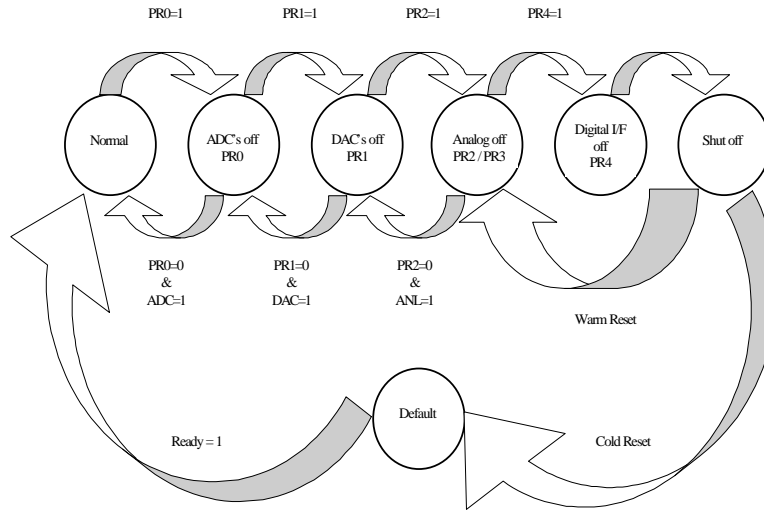 PR0=1
PR1=1
PR2=1
PR4=1
Normal
ADC's off
PR0
DAC's off
PR1
Analog off
PR2 / PR3
Digital I/F
off
PR4
Shut off
PR0=0
&
ADC=1
PR1=0
&
DAC=1
PR2=0
&
ANL=1
Warm Reset
Default
Ready = 1
Cold Reset